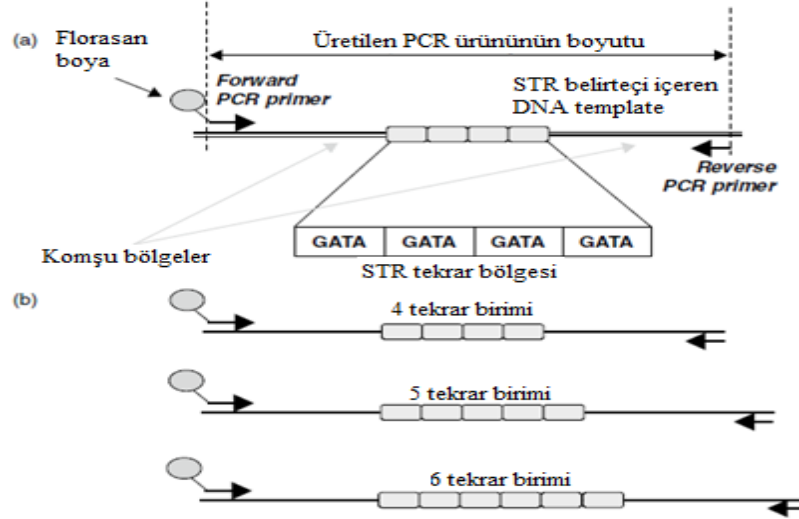 (a)
Florasan
boya
Üretilen PCR ürününün boyutu
Forward
PCR primer
STR belirteçi içeren
DNA template
Reverse
PCR primer
GATA GATA GATA GATA
Komşu bölgeler
STR tekrar bölgesi
(b)
4 tekrar birimi
5 tekrar birimi
6 tekrar birimi